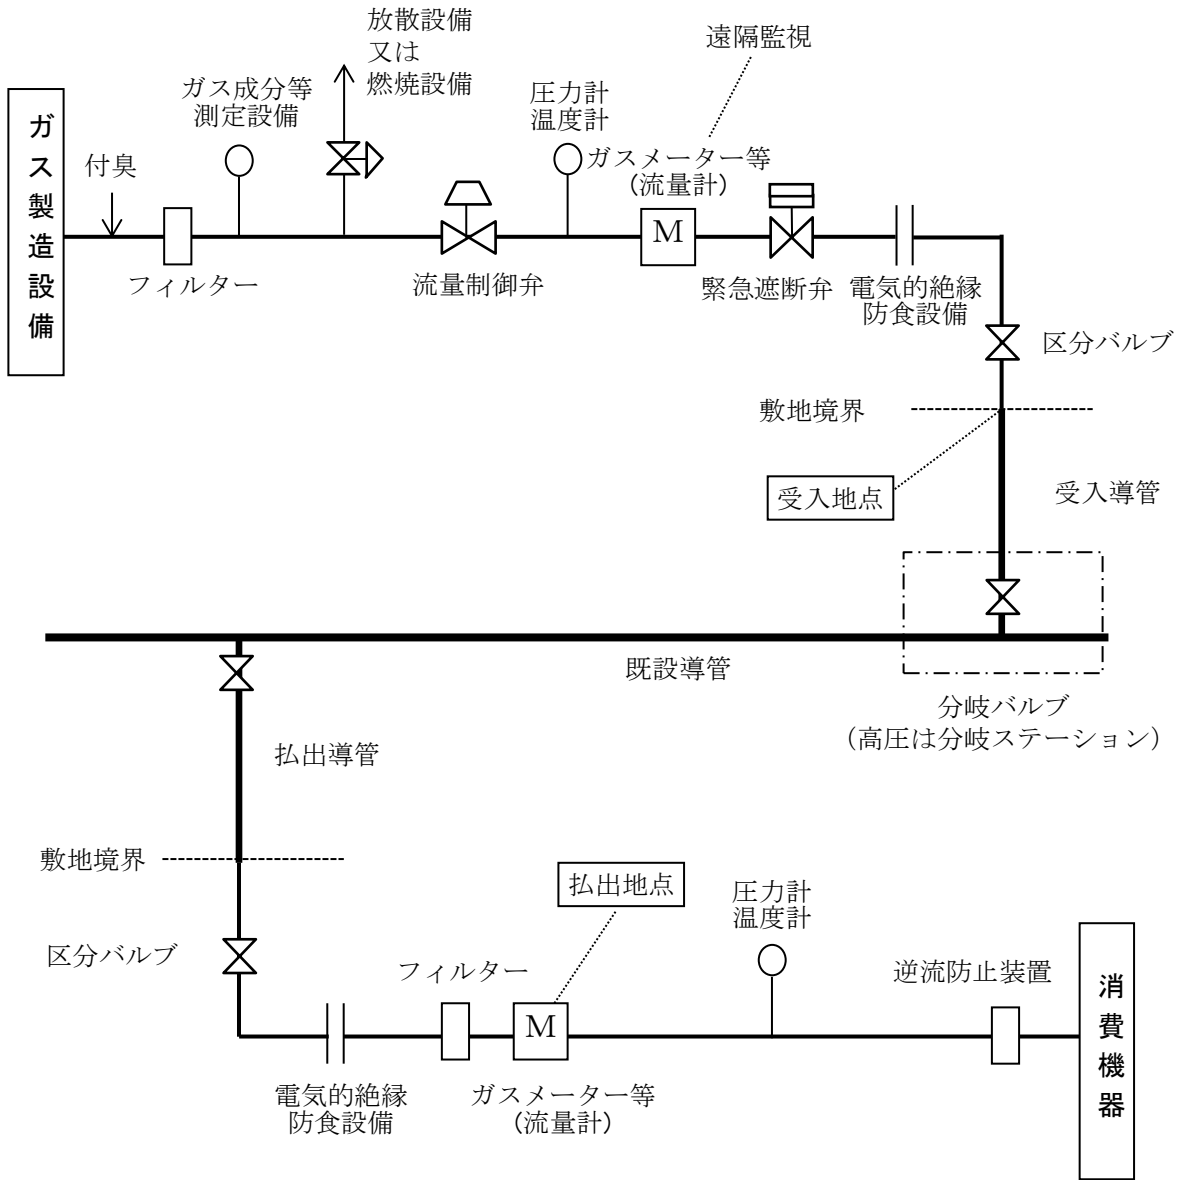 放散設備
又は
燃焼設備
遠隔監視
ガス成分等
測定設備
圧力計
温度計
ガス製造設備
付臭
ガスメーター等
(流量計)
M
フィルター
流量制御弁
緊急遮断弁
電気的絶縁
防食設備
区分バルブ
敷地境界
受入地点
受入導管
既設導管
分岐バルブ
（高圧は分岐ステーション）
払出導管
敷地境界
払出地点
圧力計
温度計
区分バルブ
フィルター
逆流防止装置
M
消費機器
電気的絶縁
防食設備
ガスメーター等
(流量計)